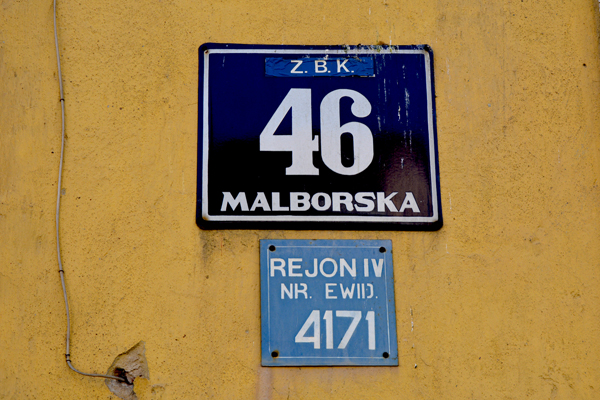 Z. B. K.
46
MALBORSKA
REJON IV
NR. EWID.
4171